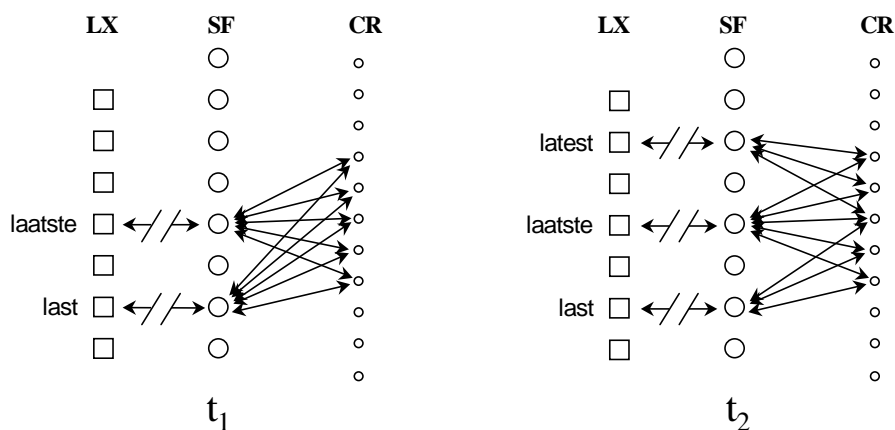 LX SF CR LX SF CR
latest
laatste laatste
last last
t1 t2